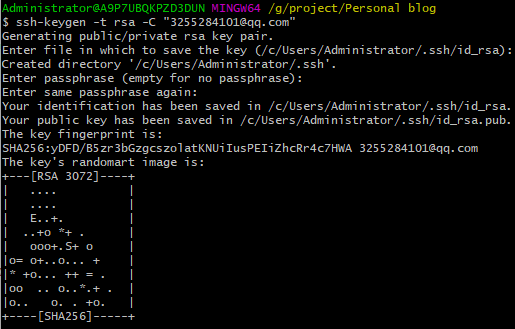 Administrator@A9P7UBQKPZD3DUN MINGW64 /g/project/Personal blog
$ ssh-keygen -t rsa -C "3255284101@qq.com"
Generating public/private rsa key pair.
Enter file in which to save the key (/c/Users/Administrator/.ssh/id_rsa):
Created directory '/c/Users/Administrator/.ssh'.
Enter passphrase (empty for no passphrase):
Enter same passphrase again:
Your identification has been saved in /c/Users/Administrator/.ssh/id_rsa.
Your public key has been saved in /c/Users/Administrator/.ssh/id_rsa.pub.
The key fingerprint is:
SHA256:yDFD/B5zr3bGzgcszolatKNUiIusPEIiZhcRr4c7HWA 3255284101@qq.com
The key's randomart image is:
+---[RSA 3072]----+
|   ....          |
|   ....          |
|   E..+.         |
|  ..+o *+ .      |
|   ooo+.S+ o     |
|o= o+..o... +    |
|* +o... ++ = .   |
|oo  .. o..*.+ .  |
|o..   o. . +o.   |
+----[SHA256]-----+